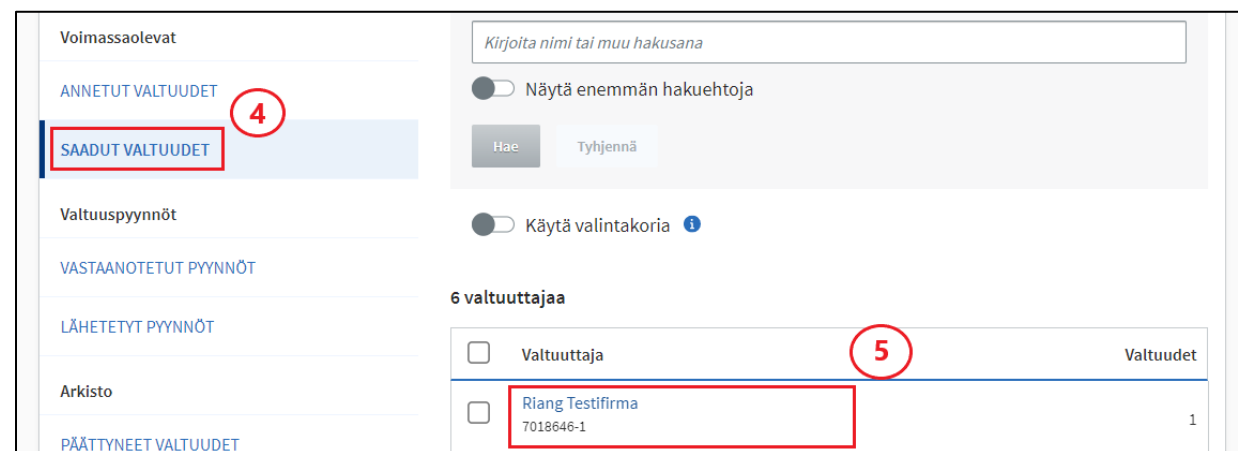 Voimassaolevat
ANNETUT VALTUUDET
4
SAADUT VALTUUDET
Valtuuspyynnöt
VASTAANOTETUT PYYNNÖT
LÄHETETYT PYYNNÖT
Arkisto
PÄÄTTYNEET VALTUUDET
Kirjoita nimi tai muu hakusana
Näytä enemmän hakuehtoja
Hae Tyhjennä
Käytä valintakoria i
6 valtuuttajaa
Valtuuttaja 5 Valtuudet
Riang Testifirma
7018646-1 1